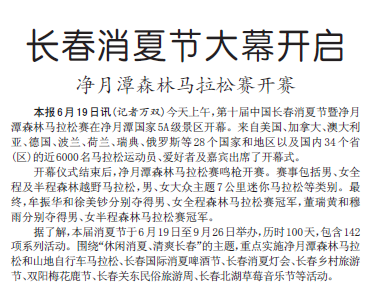 长春消夏节大幕开启
净月潭森林马拉松赛开赛
本报6月19日讯(记者万双)今天上午，第十届中国长春消夏节暨净月
潭森林马拉松赛在净月潭国家5A级景区开幕。来自美国、加拿大、澳大利
亚、德国、波兰、荷兰、瑞典、俄罗斯等28个国家和地区以及国内34个省
(区)的近6000名马拉松运动员、爱好者及嘉宾出席了开幕式。
开幕仪式结束后，净月潭森林马拉松赛鸣枪开赛。赛事包括男、女全
程及半程森林越野马拉松，男、女大众主题7公里迷你马拉松等类别。最
终，牟振华和徐美钞分别夺得男、女全程森林马拉松赛冠军，董瑞黄和穆
雨分别夺得男、女半程森林马拉松赛冠军。
据了解，本届消夏节于6月19日至9月26日举办，历时100天，包含142
项系列活动。围绕“休闲消夏、清爽长春”的主题，重点实施净月潭森林马拉
松和山地自行车马拉松、长春国际消夏啤酒节、长春消夏灯会、长春乡村旅游
节、双阳梅花鹿节、长春关东民俗旅游周、长春北湖草莓音乐节等活动。